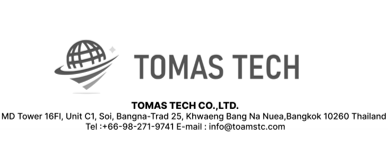 TOMAS TECH
TOMAS TECH CO.,LTD.
MD Tower 16Fl, Unit C1, Soi, Bangna-Trad 25, Khwaeng Bang Na Nuea,Bangkok 10260 Thailand
Tel :+66-98-271-9741 E-mail : info@toamstc.com